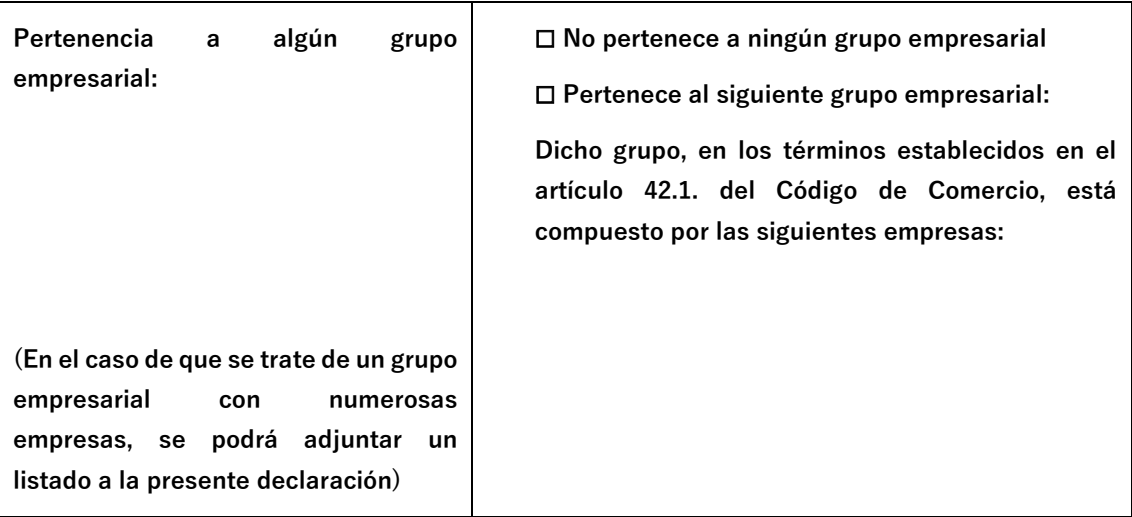 Pertenencia a algún grupo
empresarial:
(En el caso de que se trate de un grupo
empresarial con numerosas
empresas, se podrá adjuntar un
listado a la presente declaración)
☐ No pertenece a ningún grupo empresarial
☐ Pertenece al siguiente grupo empresarial:
Dicho grupo, en los términos establecidos en el
artículo 42.1. del Código de Comercio, está
compuesto por las siguientes empresas: